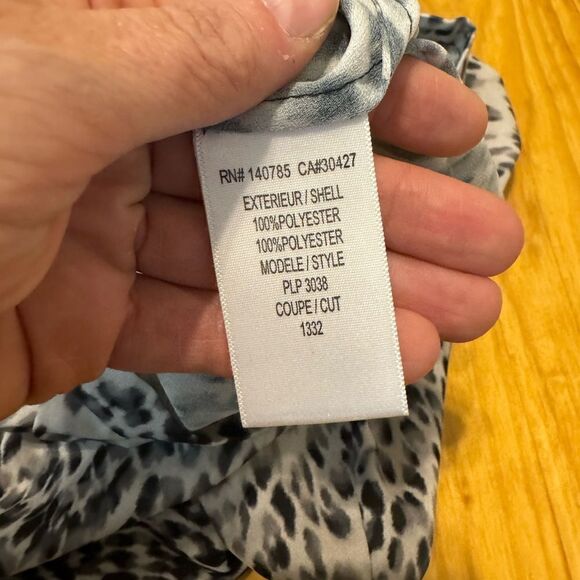 RN# 140785 CA#30427
EXTERIEUR / SHELL
100%POLYESTER
100%POLYESTER
MODELE / STYLE
PLP 3038
COUPE / CUT
1332